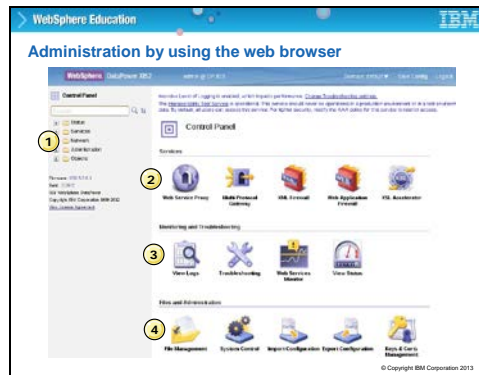 WebSphere Education
IBM
Administration by using the web browser
WebSphere DataPower XI52
Control Panel
Status
Services
Network
Administration
Objects
1
Control Panel
Services
2
Web Service Proxy
Multi-Protocol Gateway
XML Firewall
Web Application Firewall
XSL Accelerator
Monitoring and Troubleshooting
3
View Logs
Troubleshooting
Web Services Monitor
View Status
Files and Administration
4
File Management
System Control
Import Configuration
Export Configuration
Keys & Certs Management
© Copyright IBM Corporation 2013